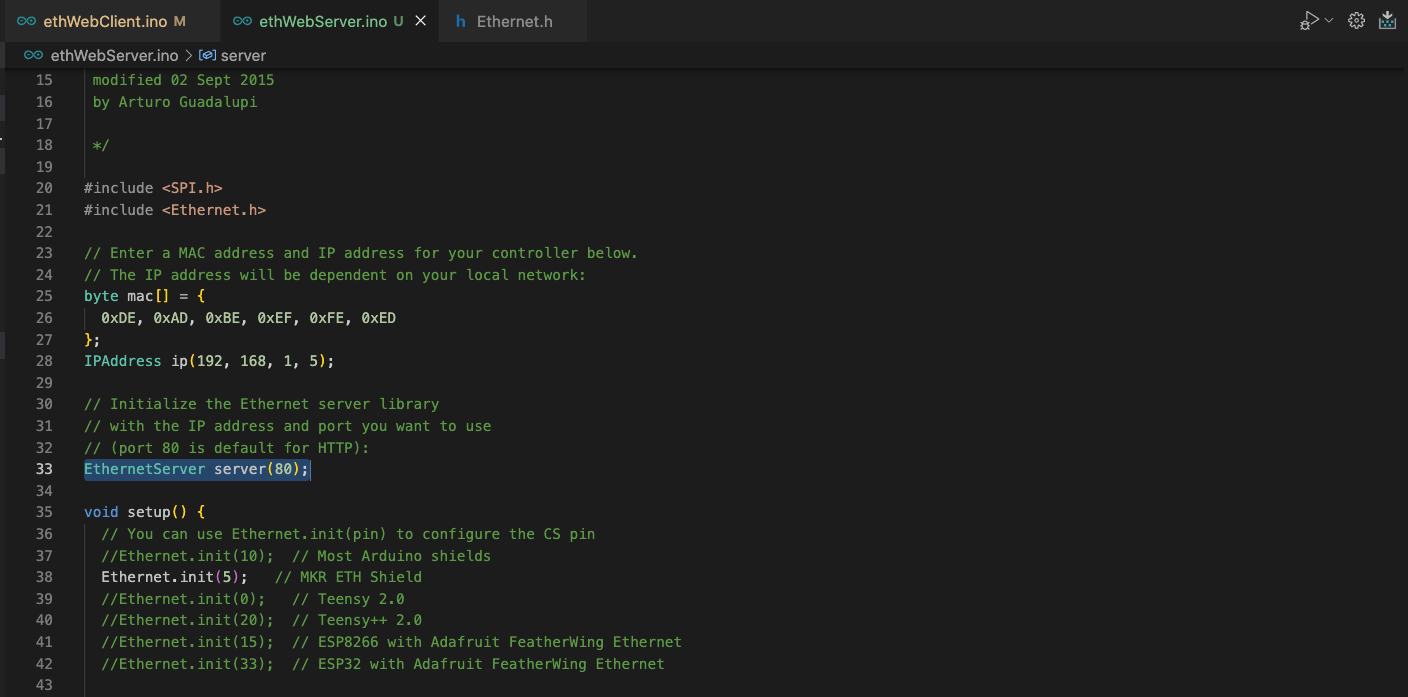 ethWebClient.ino M ethWebServer.ino U Ethernet.h
ethWebServer.ino > server
15 modified 02 Sept 2015
16 by Arturo Guadalupi
17
18 */
19
20 #include <SPI.h>
21 #include <Ethernet.h>
22
23 // Enter a MAC address and IP address for your controller below.
24 // The IP address will be dependent on your local network:
25 byte mac[] = {
26 0xDE, 0xAD, 0xBE, 0xEF, 0xFE, 0xED
27 };
28 IPAddress ip(192, 168, 1, 5);
29
30 // Initialize the Ethernet server library
31 // with the IP address and port you want to use
32 // (port 80 is default for HTTP):
33 EthernetServer server(80);
34
35 void setup() {
36 // You can use Ethernet.init(pin) to configure the CS pin
37 //Ethernet.init(10);  // Most Arduino shields
38 Ethernet.init(5);   // MKR ETH Shield
39 //Ethernet.init(0);   // Teensy 2.0
40 //Ethernet.init(20);  // Teensy++ 2.0
41 //Ethernet.init(15);  // ESP8266 with Adafruit FeatherWing Ethernet
42 //Ethernet.init(33);  // ESP32 with Adafruit FeatherWing Ethernet
43